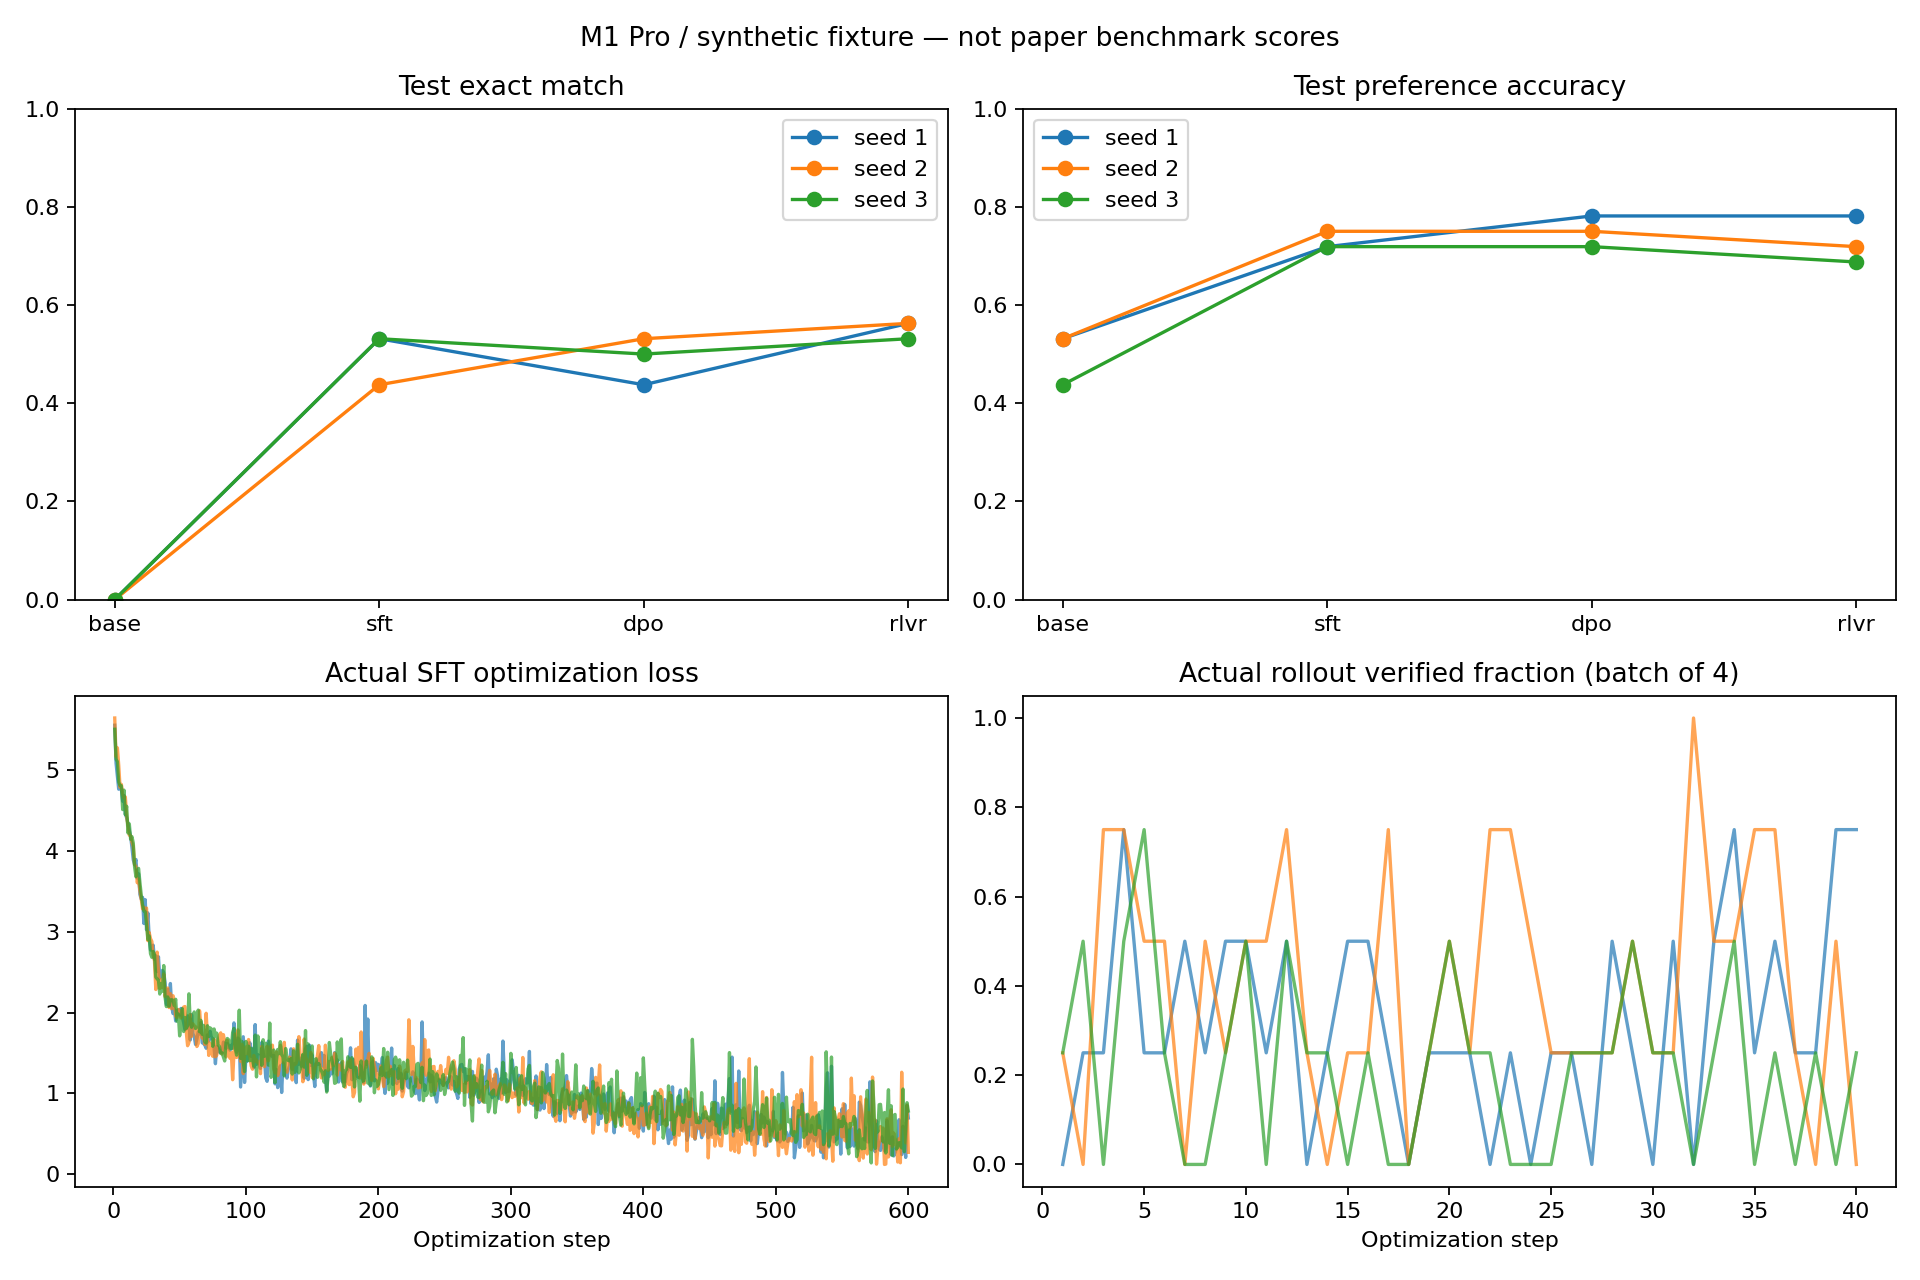 M1 Pro / synthetic fixture — not paper benchmark scores
Test exact match
1.0
0.8
0.6
0.4
0.2
0.0
seed 1
seed 2
seed 3
base sft dpo rlvr
Test preference accuracy
1.0
0.8
0.6
0.4
0.2
0.0
seed 1
seed 2
seed 3
base sft dpo rlvr
Actual SFT optimization loss
5
4
3
2
1
0
0 100 200 300 400 500 600
Optimization step
Actual rollout verified fraction (batch of 4)
1.0
0.8
0.6
0.4
0.2
0.0
0 5 10 15 20 25 30 35 40
Optimization step